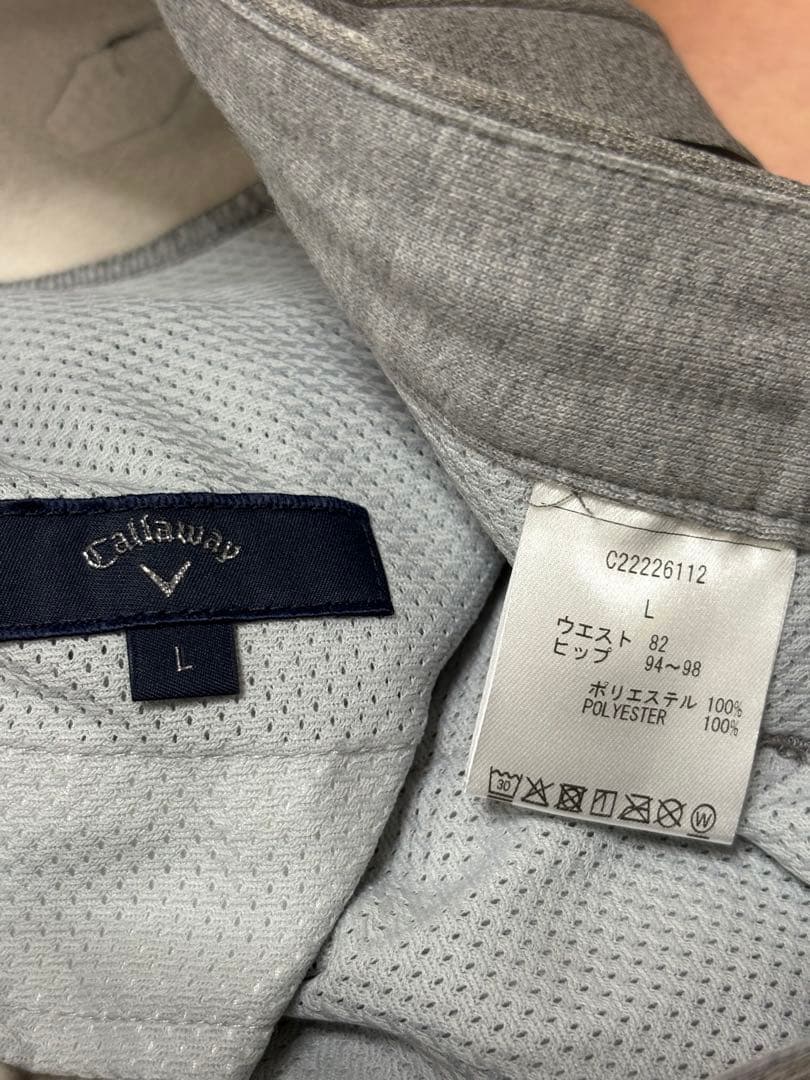 Callaway
L
C22226112
L
ウエスト 82
ヒップ 94～98
ポリエステル 100%
POLYESTER 100%
30
W